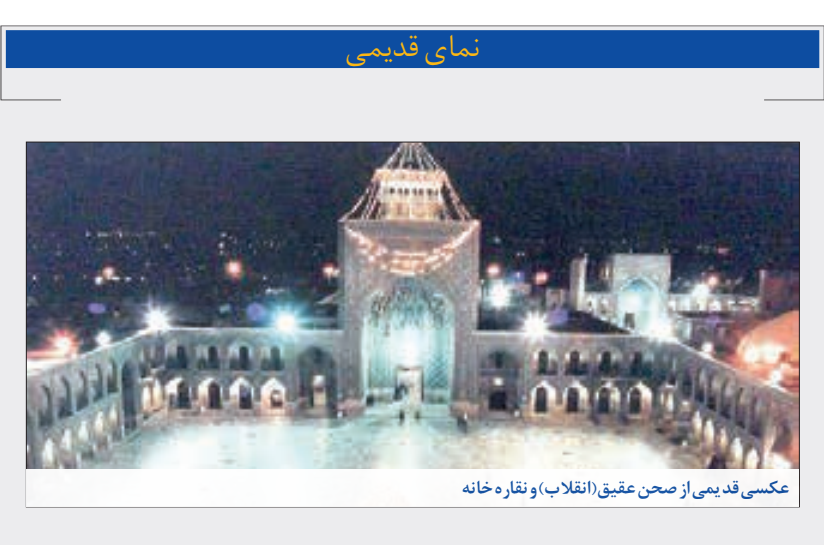 نمای قدیمی
عکسی قدیمی از صحن عقیق(انقلاب) و نقاره خانه